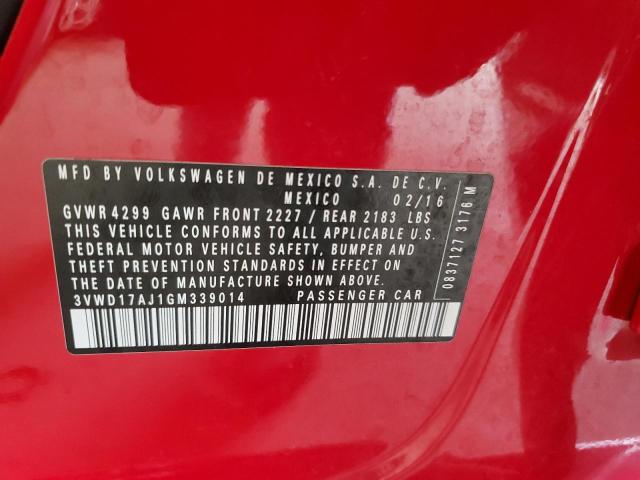 MFD BY VOLKSWAGEN DE MEXICO S.A. DE C.V.
MEXICO 02/16
GVWR 4299 GAWR FRONT 2227 / REAR 2183 LBS
THIS VEHICLE CONFORMS TO ALL APPLICABLE U.S.
FEDERAL MOTOR VEHICLE SAFETY, BUMPER AND
THEFT PREVENTION STANDARDS IN EFFECT ON
THE DATE OF MANUFACTURE SHOWN ABOVE.
3VWD17AJ1GM339014 PASSENGER CAR
0837127 3176 M